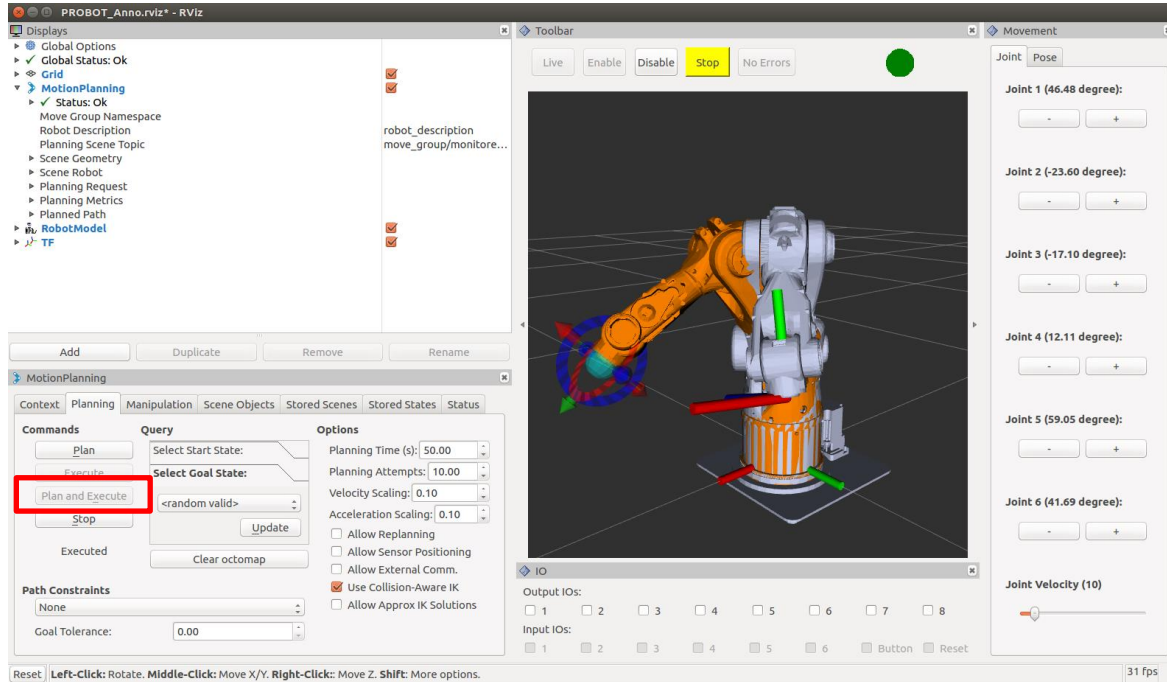 PROBOT_Anno.rviz* - RViz
Displays
Global Options
Global Status: Ok
Grid
MotionPlanning
Status: Ok
Move Group Namespace
Robot Description robot_description
Planning Scene Topic move_group/monitore...
Scene Geometry
Scene Robot
Planning Request
Planning Metrics
Planned Path
RobotModel
TF
Add Duplicate Remove Rename
MotionPlanning
Context Planning Manipulation Scene Objects Stored Scenes Stored States Status
Commands Query Options
Plan Select Start State: Planning Time (s): 50.00
Execute Select Goal State: Planning Attempts: 10.00
Plan and Execute <random valid> Velocity Scaling: 0.10
Stop Update Acceleration Scaling: 0.10
Allow Replanning
Executed Clear octomap Allow Sensor Positioning
Allow External Comm.
Path Constraints Use Collision-Aware IK
None Allow Approx IK Solutions
Goal Tolerance: 0.00
Toolbar
Live Enable Disable Stop No Errors
IO
Output IOs:
1 2 3 4 5 6 7 8
Input IOs:
1 2 3 4 5 6 Button Reset
Movement
Joint Pose
Joint 1 (46.48 degree):
- +
Joint 2 (-23.60 degree):
- +
Joint 3 (-17.10 degree):
- +
Joint 4 (12.11 degree):
- +
Joint 5 (59.05 degree):
- +
Joint 6 (41.69 degree):
- +
Joint Velocity (10)
Reset Left-Click: Rotate. Middle-Click: Move X/Y. Right-Click:: Move Z. Shift: More options. 31 fps